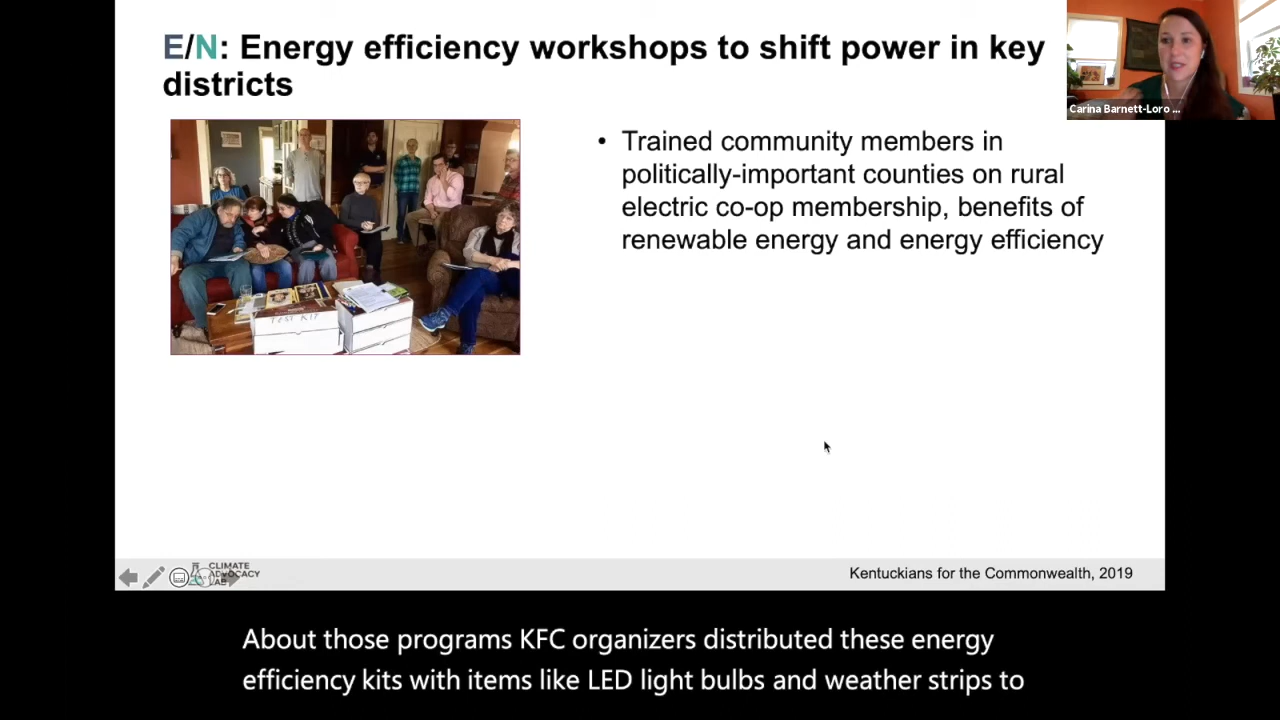 E/N: Energy efficiency workshops to shift power in key
districts
Carina Barnett-Loro ...
• Trained community members in
politically-important counties on rural
electric co-op membership, benefits of
renewable energy and energy efficiency
TEST KIT
CLIMATE
ADVOCACY
LAB
Kentuckians for the Commonwealth, 2019
About those programs KFC organizers distributed these energy
efficiency kits with items like LED light bulbs and weather strips to